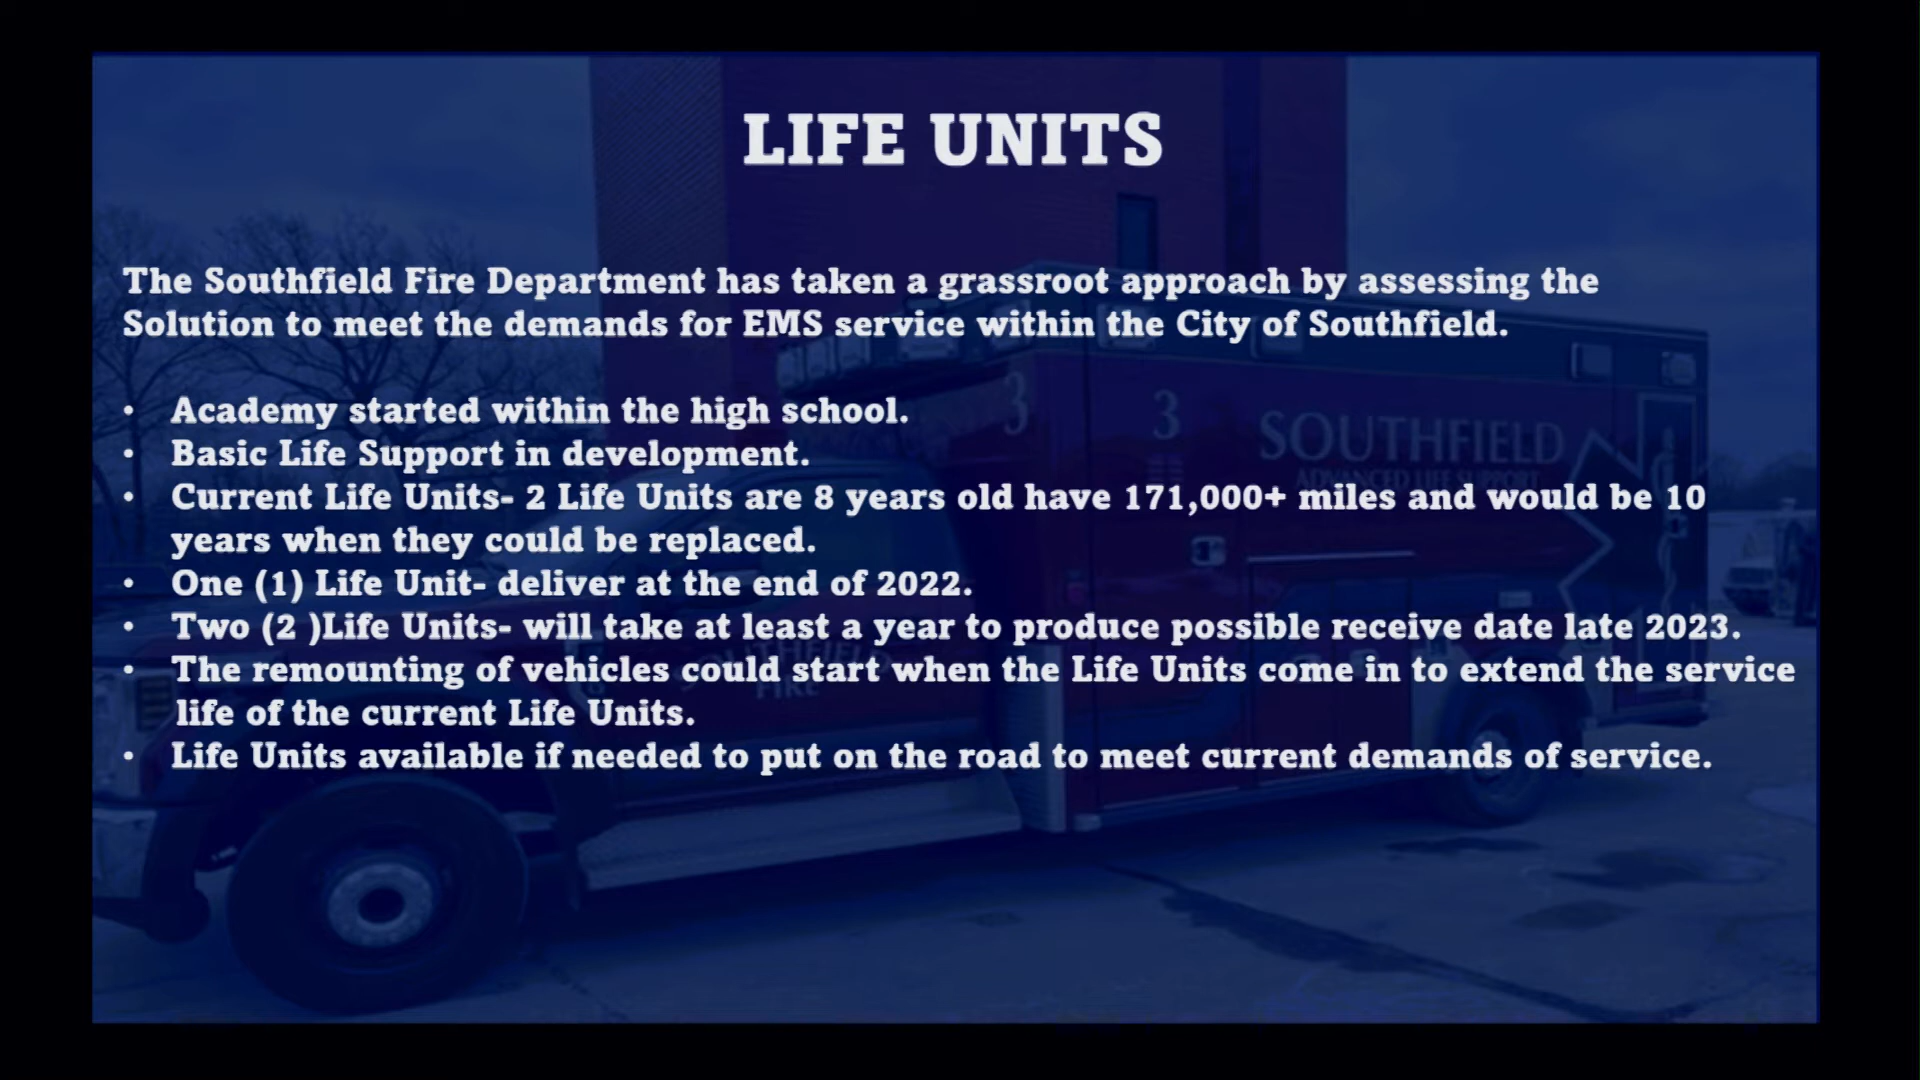 LIFE UNITS
The Southfield Fire Department has taken a grassroot approach by assessing the
Solution to meet the demands for EMS service within the City of Southfield.
• Academy started within the high school.
• Basic Life Support in development.
• Current Life Units- 2 Life Units are 8 years old have 171,000+ miles and would be 10
years when they could be replaced.
• One (1) Life Unit- deliver at the end of 2022.
• Two (2 )Life Units- will take at least a year to produce possible receive date late 2023.
• The remounting of vehicles could start when the Life Units come in to extend the service
life of the current Life Units.
• Life Units available if needed to put on the road to meet current demands of service.
3
3
SOUTHFIELD
ADVANCED LIFE SUPPORT
SOUTHFIELD
FIRE